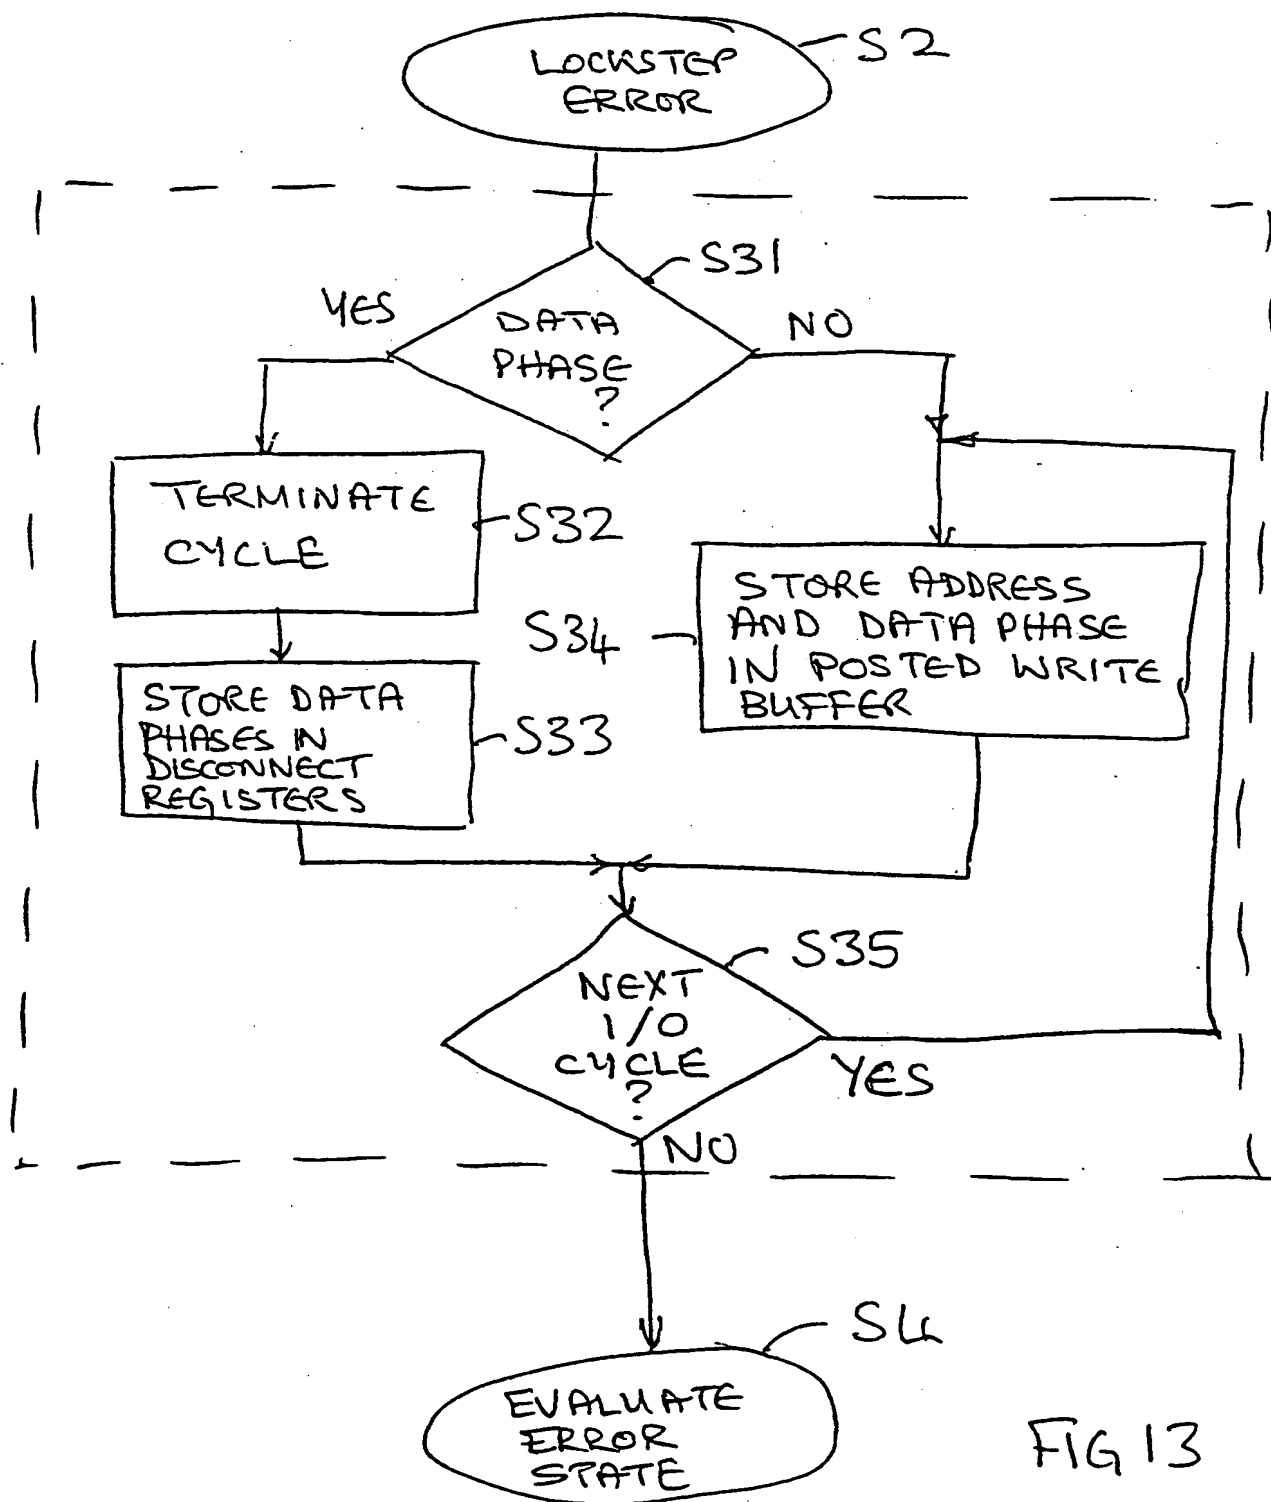 LOCKSTEP
ERROR
S2
S31
YES
DATA
PHASE
?
NO
TERMINATE
CYCLE
S32
STORE ADDRESS
AND DATA PHASE
IN POSTED WRITE
BUFFER
S34
STORE DATA
PHASES IN
DISCONNECT
REGISTERS
S33
S35
NEXT
I/O
CYCLE
?
YES
NO
S4
EVALUATE
ERROR
STATE
FIG 13